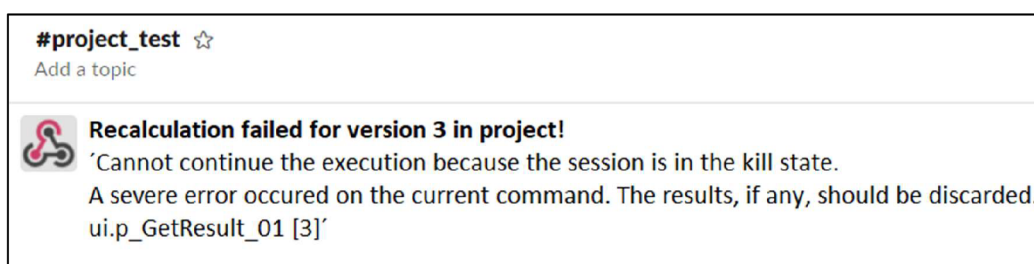 #project_test
Add a topic
Recalculation failed for version 3 in project!
´Cannot continue the execution because the session is in the kill state.
A severe error occured on the current command. The results, if any, should be discarded.
ui.p_GetResult_01 [3]´